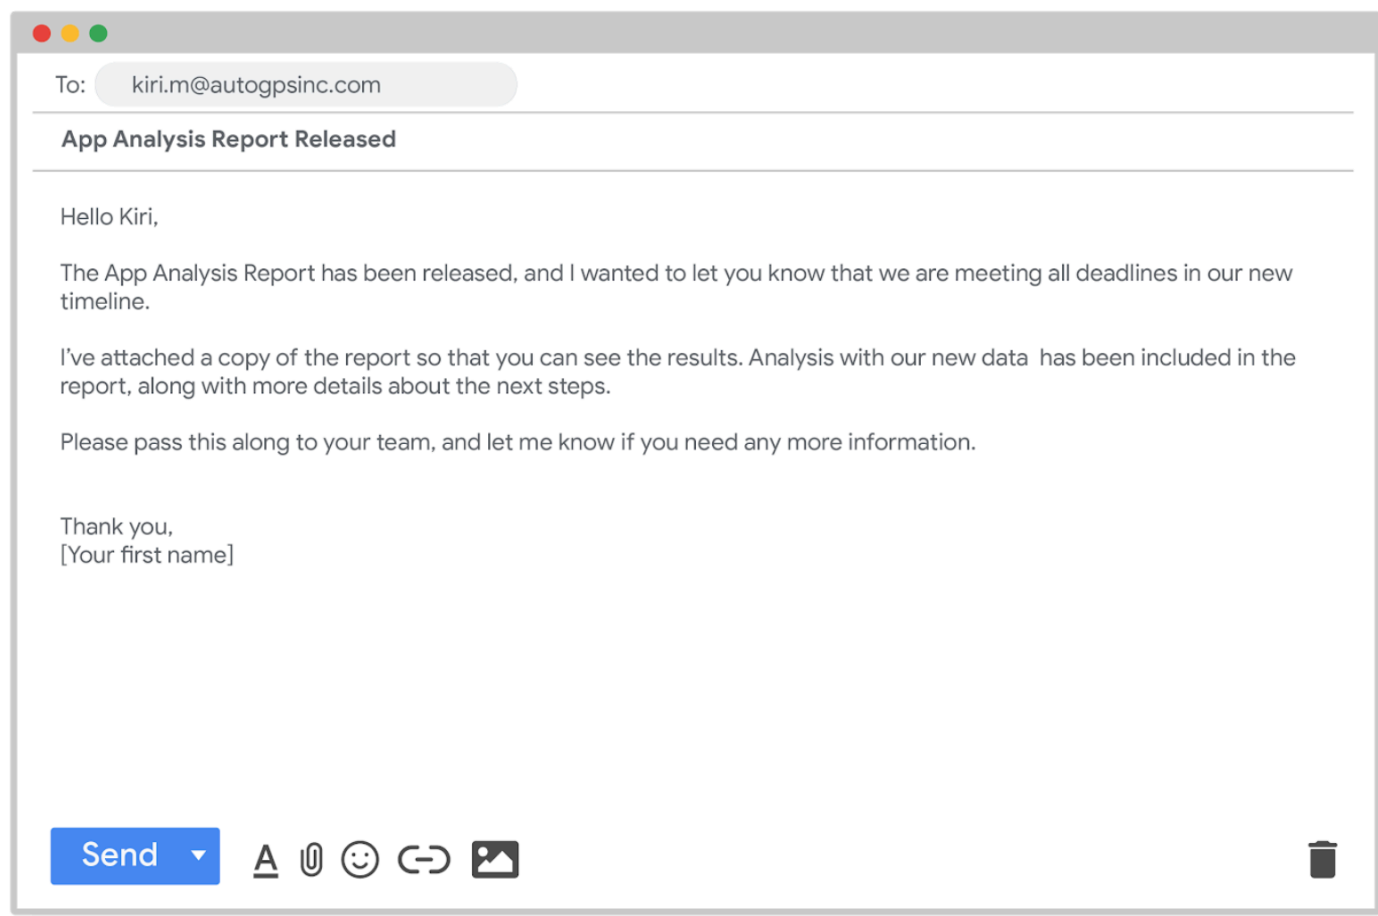 To: kiri.m@autogpsinc.com
App Analysis Report Released
Hello Kiri,
The App Analysis Report has been released, and I wanted to let you know that we are meeting all deadlines in our new
timeline.
I’ve attached a copy of the report so that you can see the results. Analysis with our new data  has been included in the
report, along with more details about the next steps.
Please pass this along to your team, and let me know if you need any more information.
Thank you,
[Your first name]
Send
A